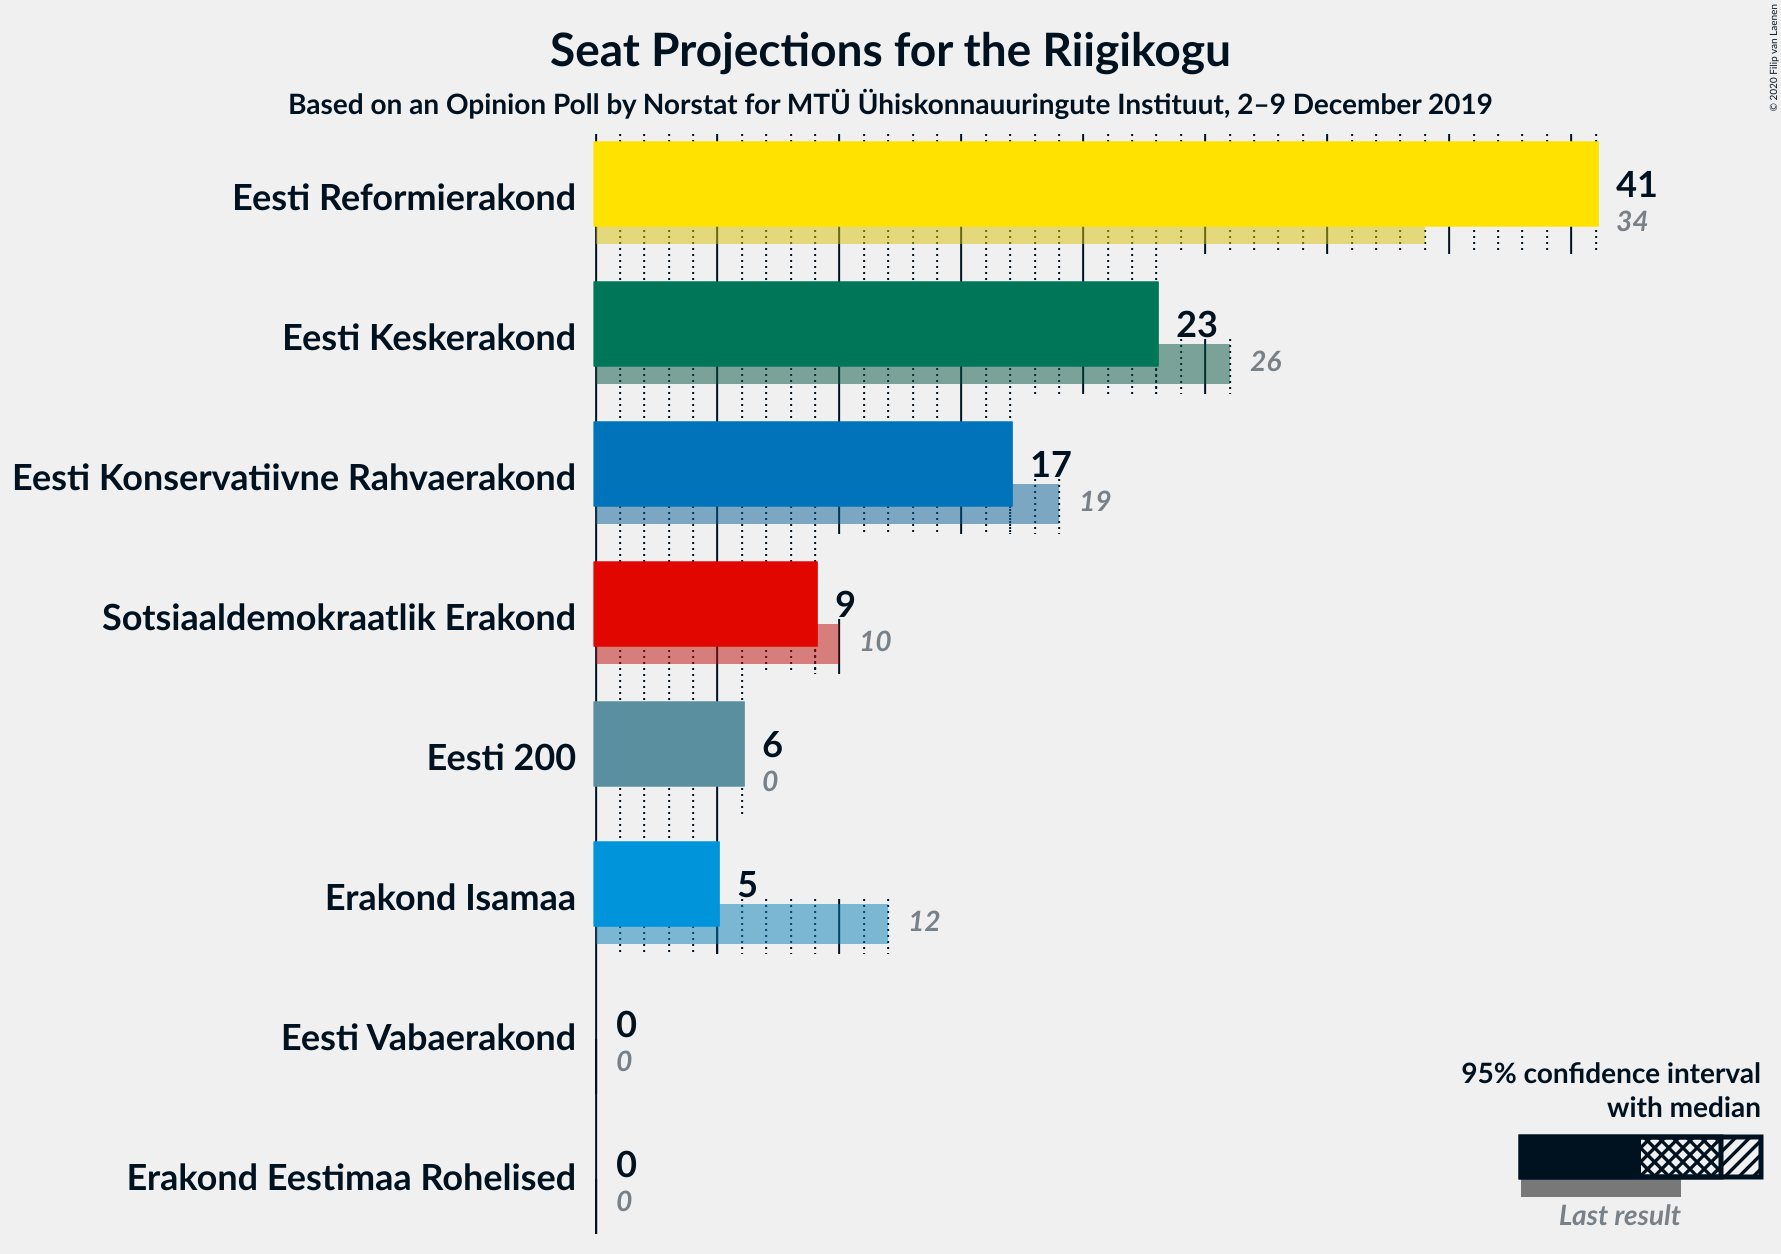 Seat Projections for the Riigikogu
Based on an Opinion Poll by Norstat for MTÜ Ühiskonnauuringute Instituut, 2–9 December 2019
© 2020 Filip van Laenen
Eesti Reformierakond
41
34
Eesti Keskerakond
23
26
Eesti Konservatiivne Rahvaerakond
17
19
Sotsiaaldemokraatlik Erakond
9
10
Eesti 200
6
0
Erakond Isamaa
5
12
Eesti Vabaerakond
0
0
Erakond Eestimaa Rohelised
0
0
95% confidence interval
with median
Last result